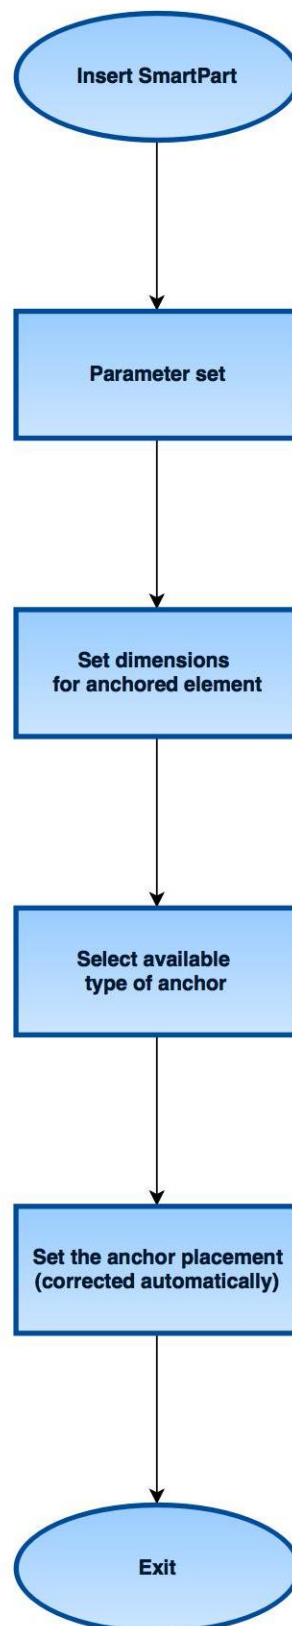 Insert SmartPart
Parameter set
Set dimensions
for anchored element
Select available
type of anchor
Set the anchor placement
(corrected automatically)
Exit